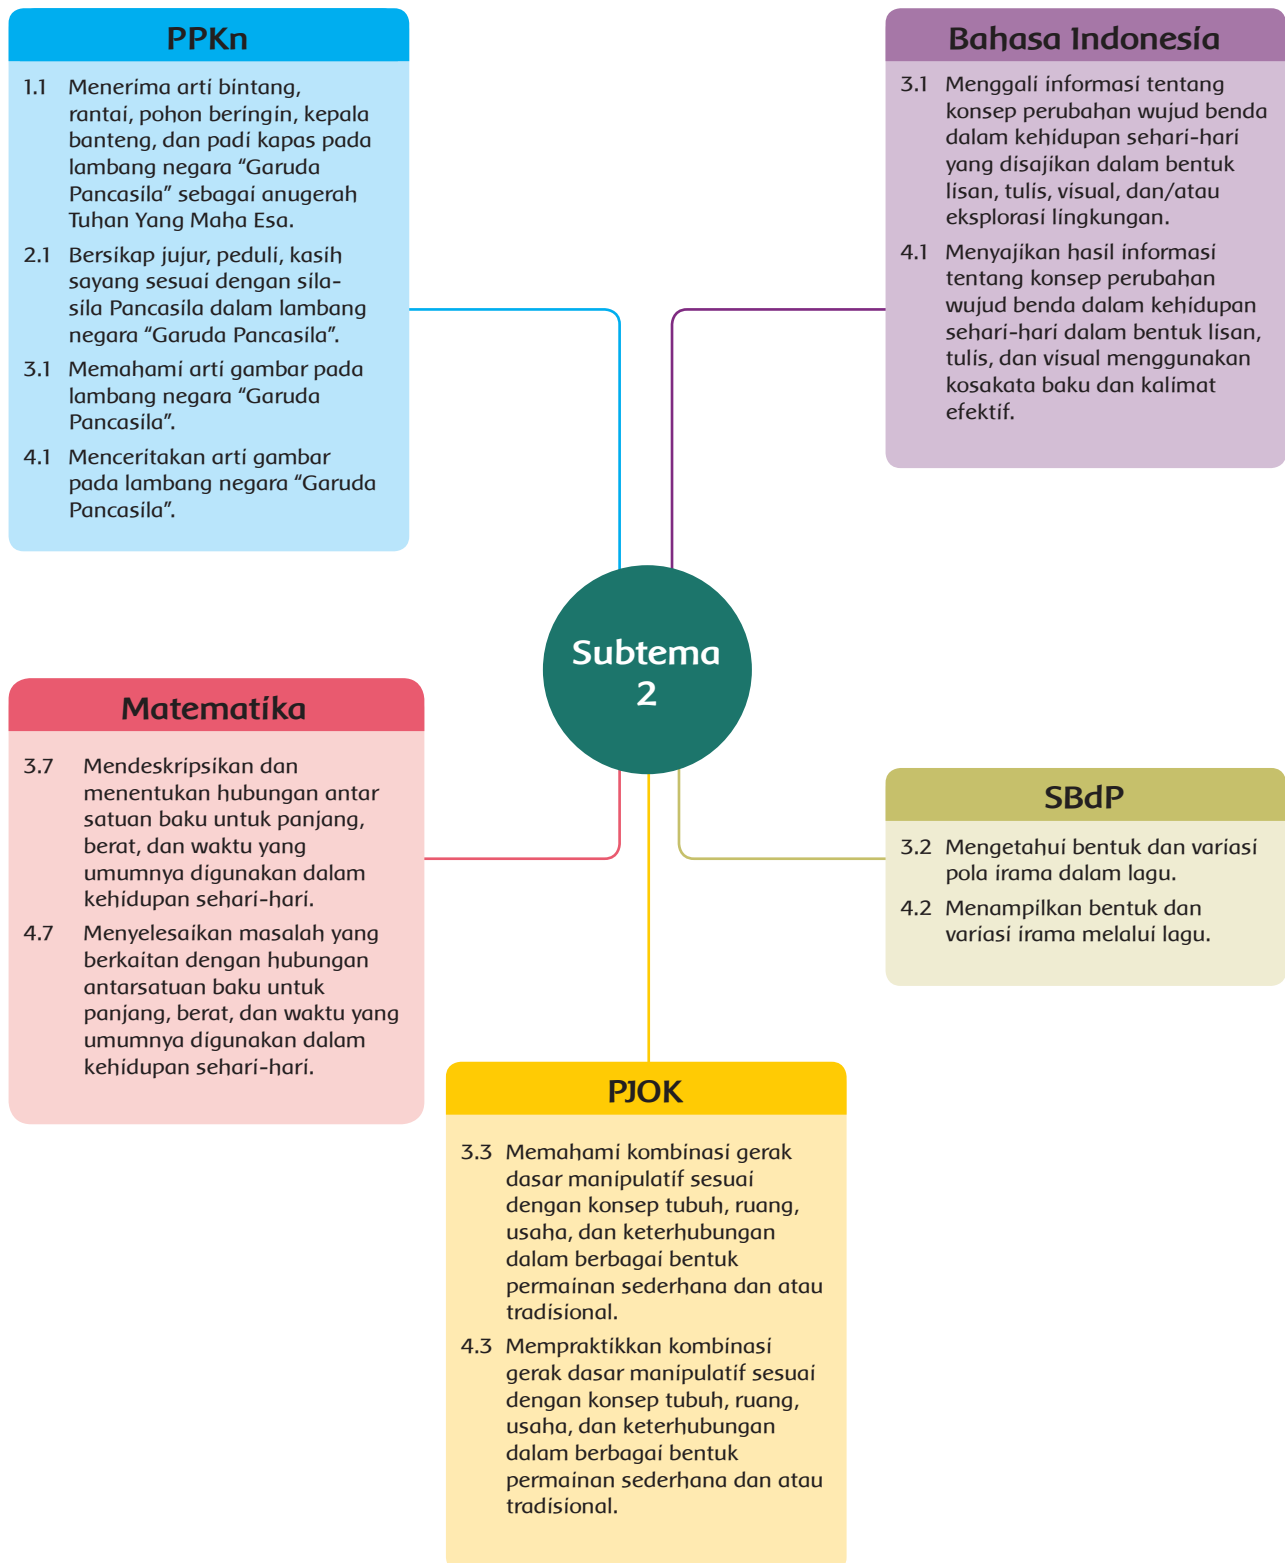 PPKn
1.1 Menerima arti bintang,
rantai, pohon beringin, kepala
banteng, dan padi kapas pada
lambang negara “Garuda
Pancasila” sebagai anugerah
Tuhan Yang Maha Esa.
2.1 Bersikap jujur, peduli, kasih
sayang sesuai dengan sila-
sila Pancasila dalam lambang
negara “Garuda Pancasila”.
3.1 Memahami arti gambar pada
lambang negara “Garuda
Pancasila”.
4.1 Menceritakan arti gambar
pada lambang negara “Garuda
Pancasila”.
Bahasa Indonesia
3.1 Menggali informasi tentang
konsep perubahan wujud benda
dalam kehidupan sehari-hari
yang disajikan dalam bentuk
lisan, tulis, visual, dan/atau
eksplorasi lingkungan.
4.1 Menyajikan hasil informasi
tentang konsep perubahan
wujud benda dalam kehidupan
sehari-hari dalam bentuk lisan,
tulis, dan visual menggunakan
kosakata baku dan kalimat
efektif.
Subtema
2
Matematika
3.7 Mendeskripsikan dan
menentukan hubungan antar
satuan baku untuk panjang,
berat, dan waktu yang
umumnya digunakan dalam
kehidupan sehari-hari.
4.7 Menyelesaikan masalah yang
berkaitan dengan hubungan
antarsatuan baku untuk
panjang, berat, dan waktu yang
umumnya digunakan dalam
kehidupan sehari-hari.
SBdP
3.2 Mengetahui bentuk dan variasi
pola irama dalam lagu.
4.2 Menampilkan bentuk dan
variasi irama melalui lagu.
PJOK
3.3 Memahami kombinasi gerak
dasar manipulatif sesuai
dengan konsep tubuh, ruang,
usaha, dan keterhubungan
dalam berbagai bentuk
permainan sederhana dan atau
tradisional.
4.3 Mempraktikkan kombinasi
gerak dasar manipulatif sesuai
dengan konsep tubuh, ruang,
usaha, dan keterhubungan
dalam berbagai bentuk
permainan sederhana dan atau
tradisional.